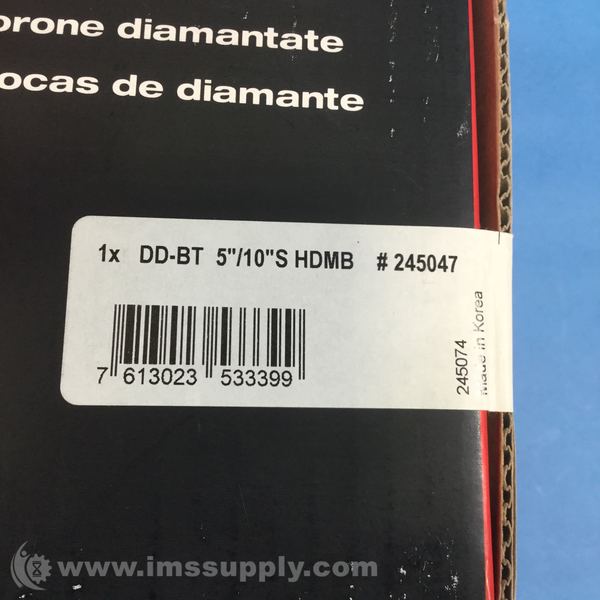 orone diamantate
ocas de diamante
1x DD-BT 5"/10"S HDMB # 245047
7 613023 533399
245074
Made in Korea
www.imssupply.com